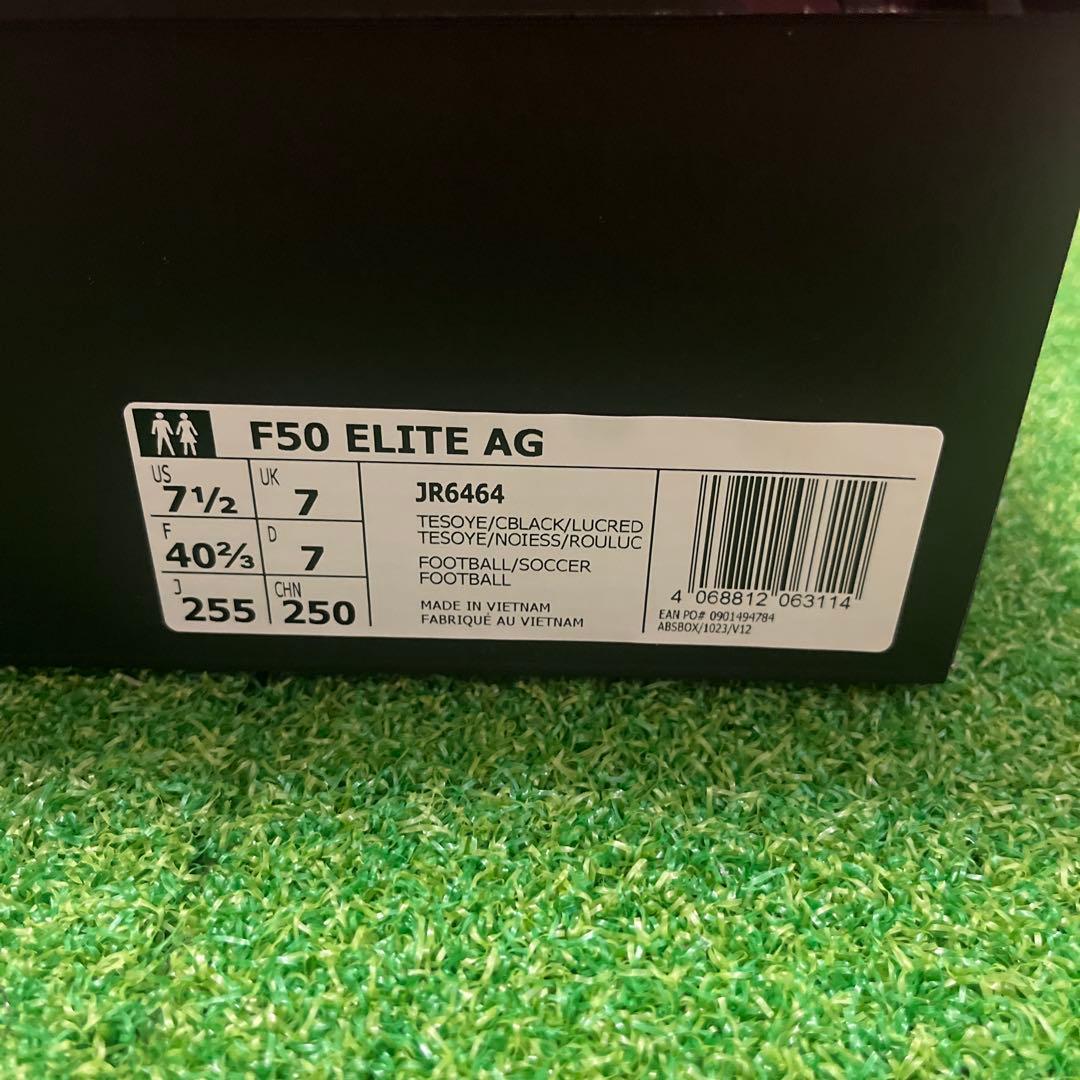 F50 ELITE AG
US 7½
UK 7
F 40⅔
D 7
J 255
CHN 250
JR6464
TESOYE/CBLACK/LUCRED
TESOYE/NOIESS/ROULUC
FOOTBALL/SOCCER
FOOTBALL
MADE IN VIETNAM
FABRIQUÉ AU VIETNAM
4 068812 063114
EAN PO# 0901494784
ABSBOX/1023/V12